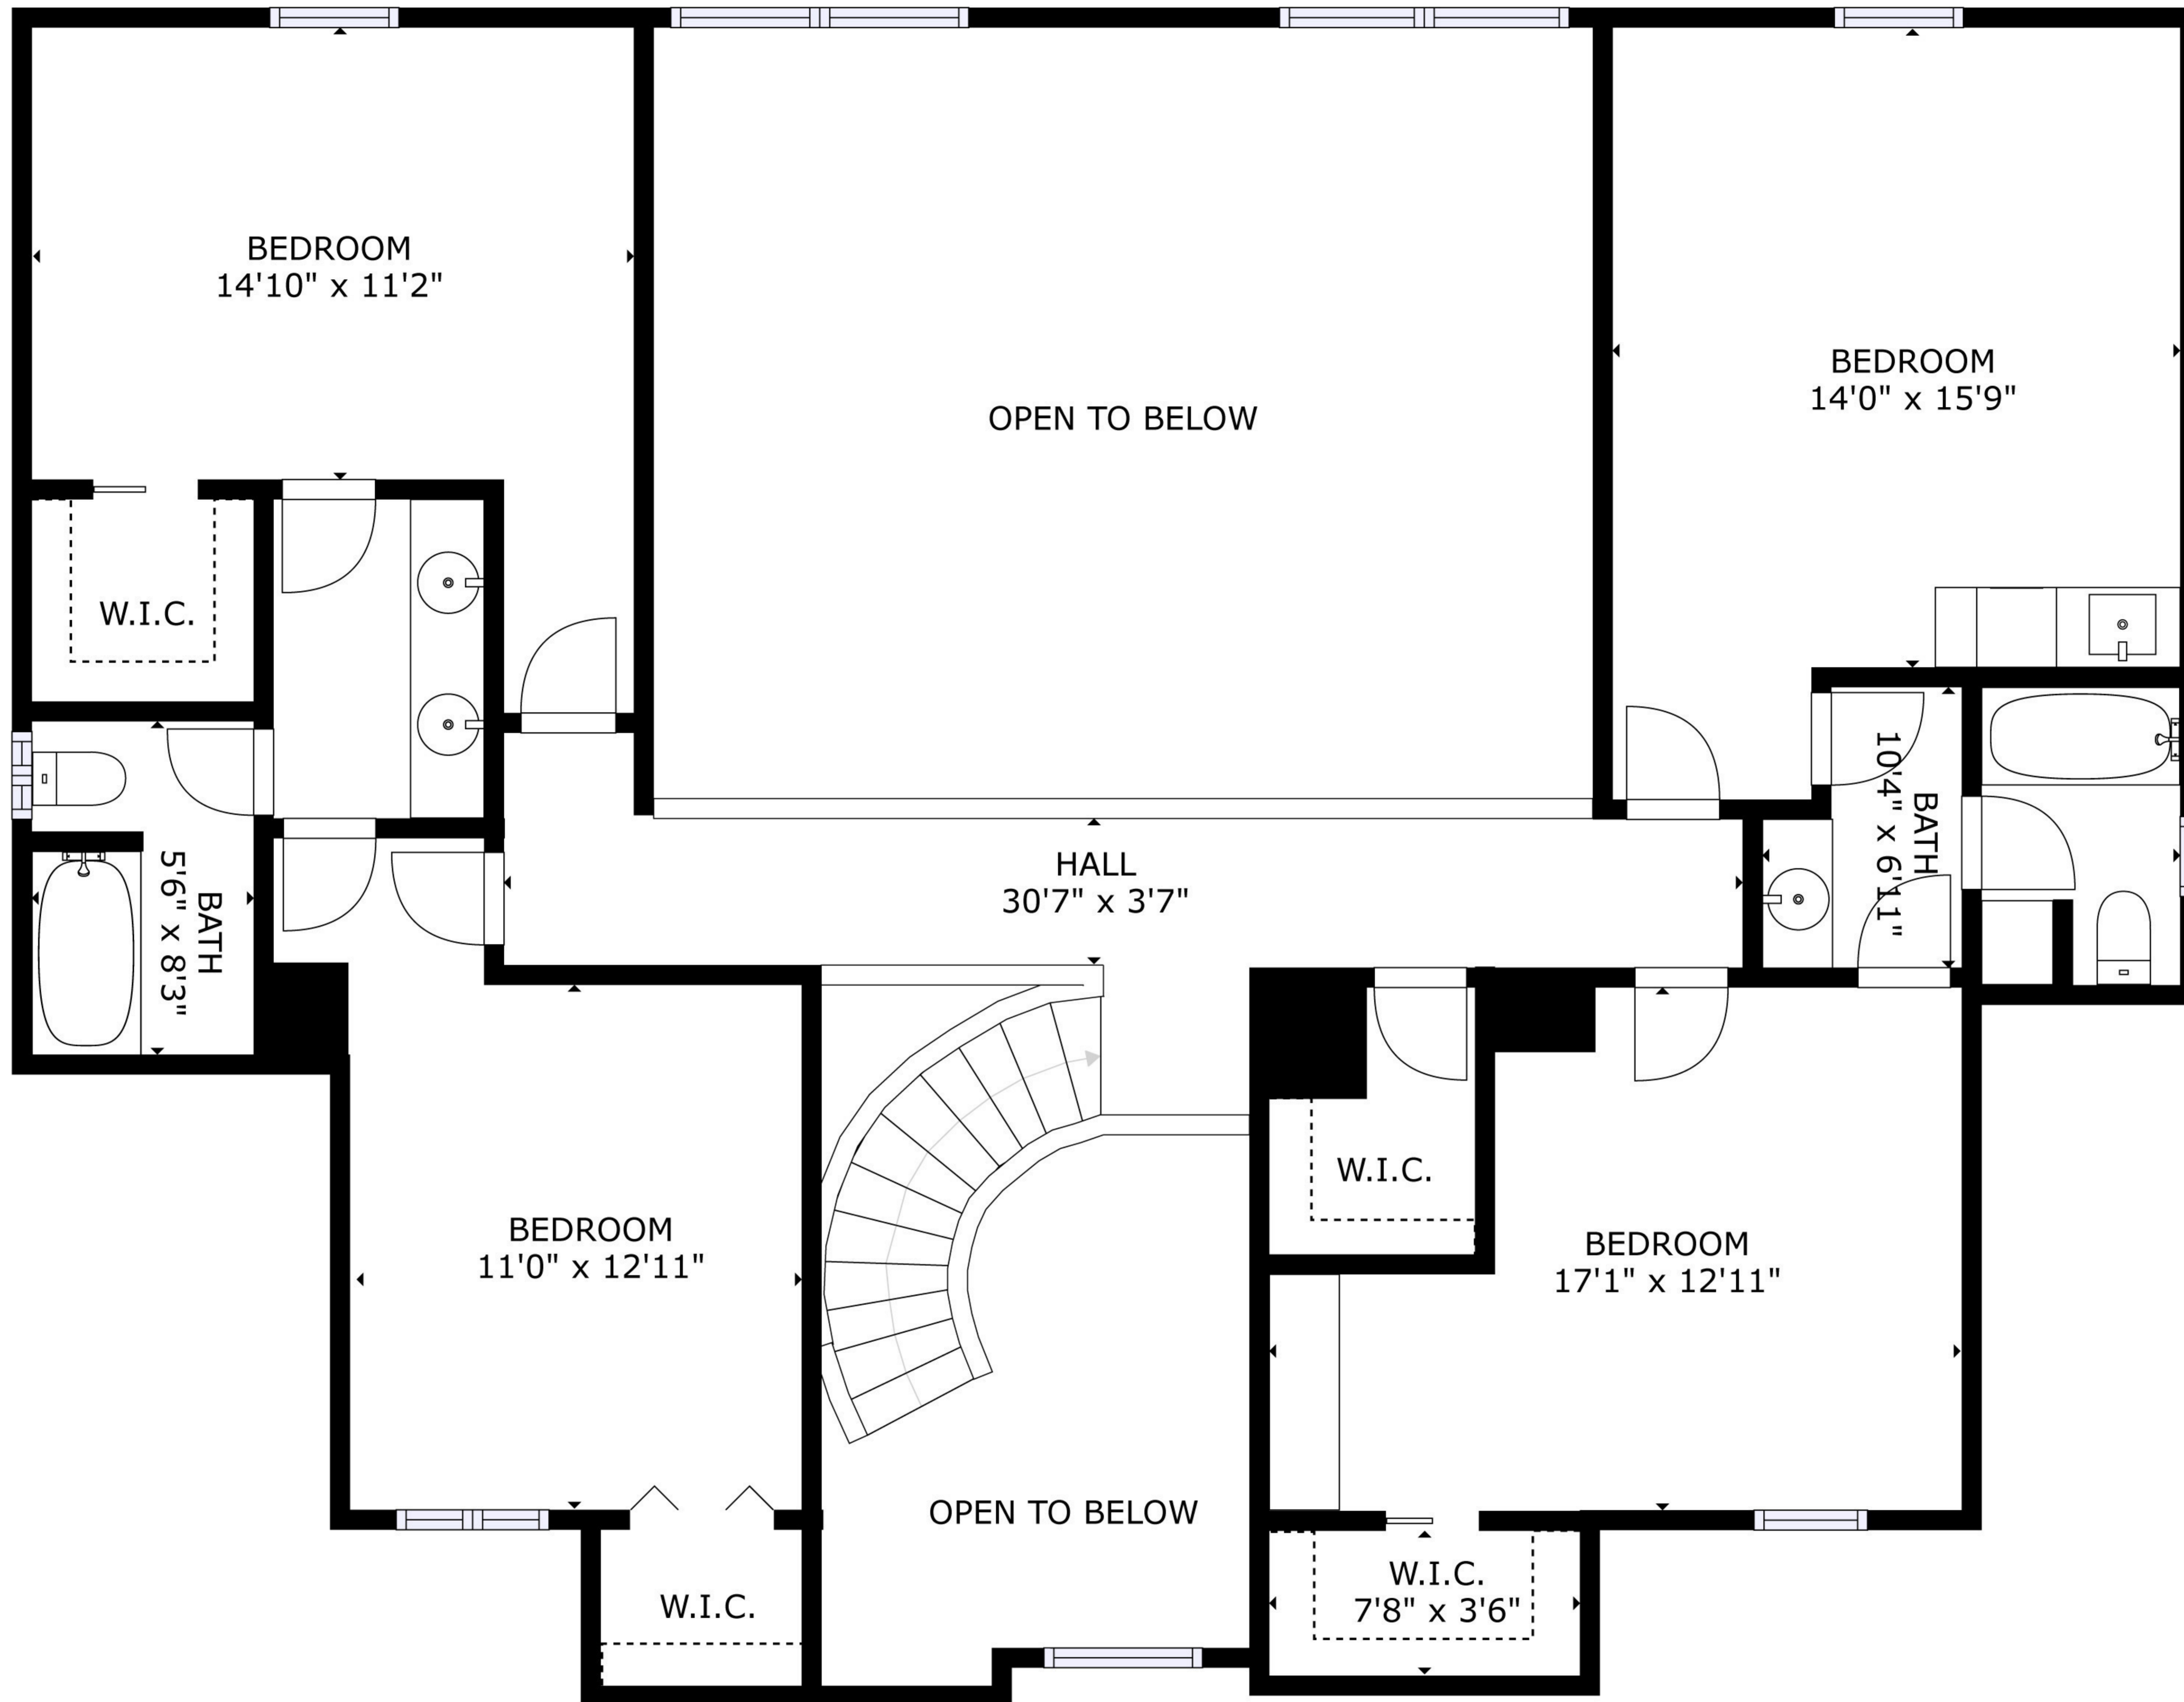 BEDROOM
14'10" x 11'2"
BEDROOM
14'0" x 15'9"
OPEN TO BELOW
W.I.C.
BATH
5'6" x 8'3"
HALL
30'7" x 3'7"
BATH
10'4" x 6'11"
W.I.C.
BEDROOM
11'0" x 12'11"
BEDROOM
17'1" x 12'11"
OPEN TO BELOW
W.I.C.
W.I.C.
7'8" x 3'6"